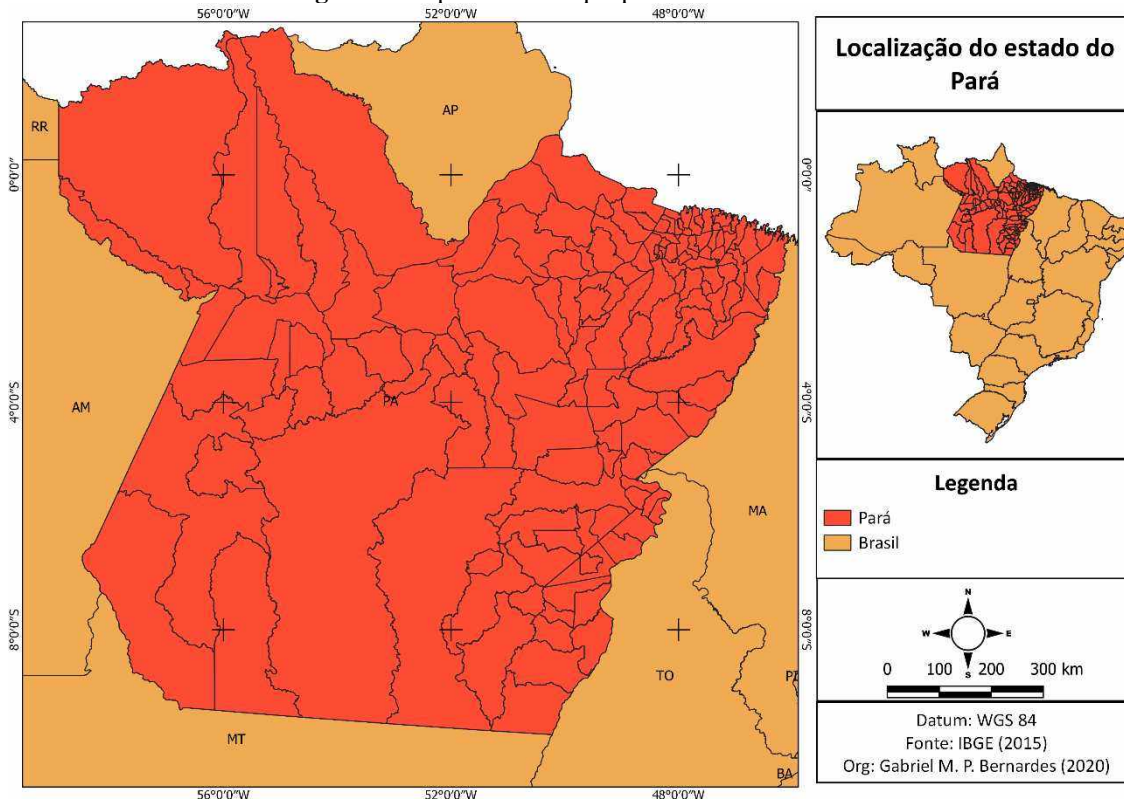 56°0'0"O 52°0'0"O 48°0'0"O
Localização do estado do
Pará
RR
AP
0°0'0"
0°0'0"
AM
PA
4°0'0"S
4°0'0"S
MA
8°0'0"S
8°0'0"S
TO
MT
BA
56°0'0"O 52°0'0"O 48°0'0"O
Legenda
Pará
Brasil
N
W E
S
0 100 200 300 km
Datum: WGS 84
Fonte: IBGE (2015)
Org: Gabriel M. P. Bernardes (2020)